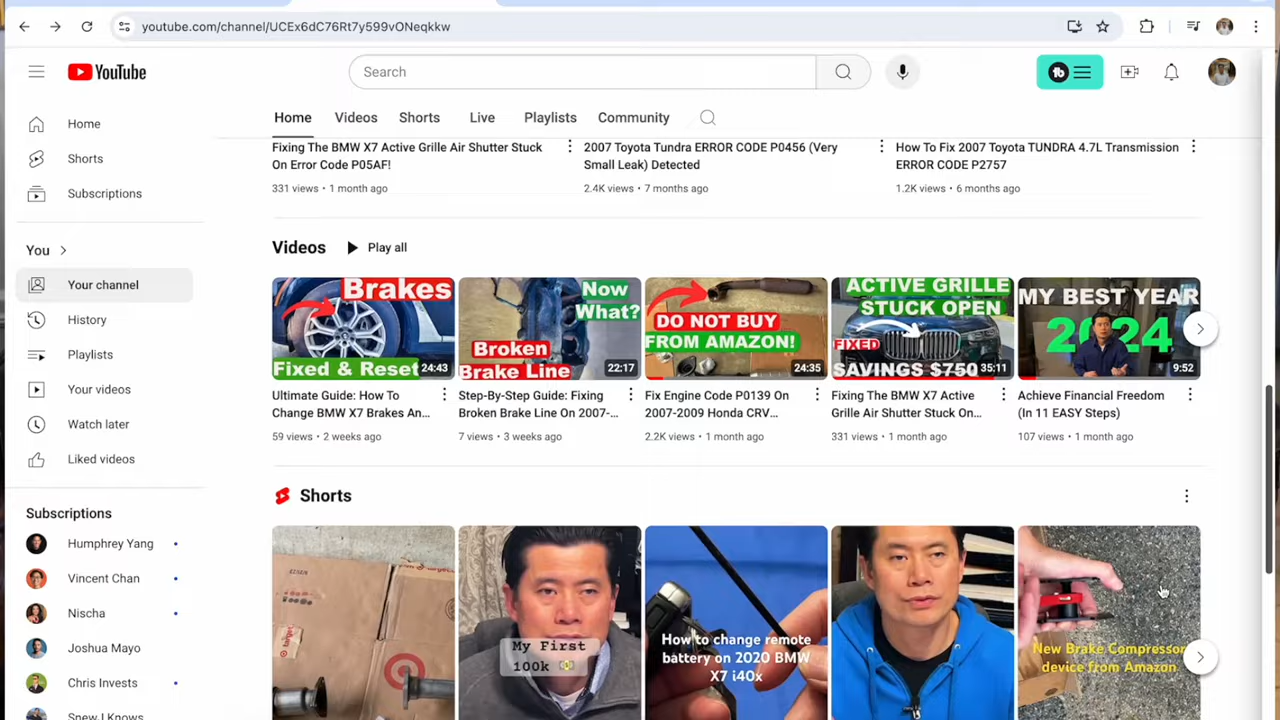 youtube.com/channel/UCEx6dC76Rt7y599vONeqkkw
YouTube
Search
tb
Home
Videos
Shorts
Live
Playlists
Community
Home
Shorts
Subscriptions
You
Your channel
History
Playlists
Your videos
Watch later
Liked videos
Subscriptions
Humphrey Yang
Vincent Chan
Nischa
Joshua Mayo
Chris Invests
Fixing The BMW X7 Active Grille Air Shutter Stuck
On Error Code P05AF!
331 views • 1 month ago
2007 Toyota Tundra ERROR CODE P0456 (Very
Small Leak) Detected
2.4K views • 7 months ago
How To Fix 2007 Toyota TUNDRA 4.7L Transmission
ERROR CODE P2757
1.2K views • 6 months ago
Videos
Play all
Brakes
Fixed & Reset
24:43
Ultimate Guide: How To
Change BMW X7 Brakes An...
59 views • 2 weeks ago
Now
What?
Broken
Brake Line
22:17
Step-By-Step Guide: Fixing
Broken Brake Line On 2007-...
7 views • 3 weeks ago
DO NOT BUY
FROM AMAZON!
24:35
Fix Engine Code P0139 On
2007-2009 Honda CRV...
2.2K views • 1 month ago
ACTIVE GRILLE
STUCK OPEN
FIXED
SAVINGS $750
35:11
Fixing The BMW X7 Active
Grille Air Shutter Stuck On...
331 views • 1 month ago
MY BEST YEAR
2024
9:52
Achieve Financial Freedom
(In 11 EASY Steps)
107 views • 1 month ago
Shorts
My First
100k
How to change remote
battery on 2020 BMW
X7 i40x
New Brake Compressor
device from Amazon